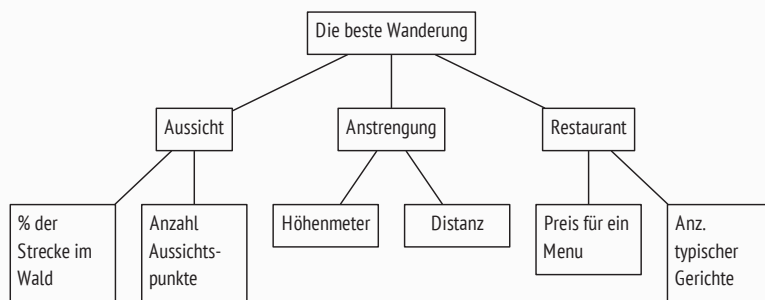 Die beste Wanderung
Aussicht
Anstrengung
Restaurant
% der
Strecke im
Wald
Anzahl
Aussichts-
punkte
Höhenmeter
Distanz
Preis für ein
Menu
Anz.
typischer
Gerichte